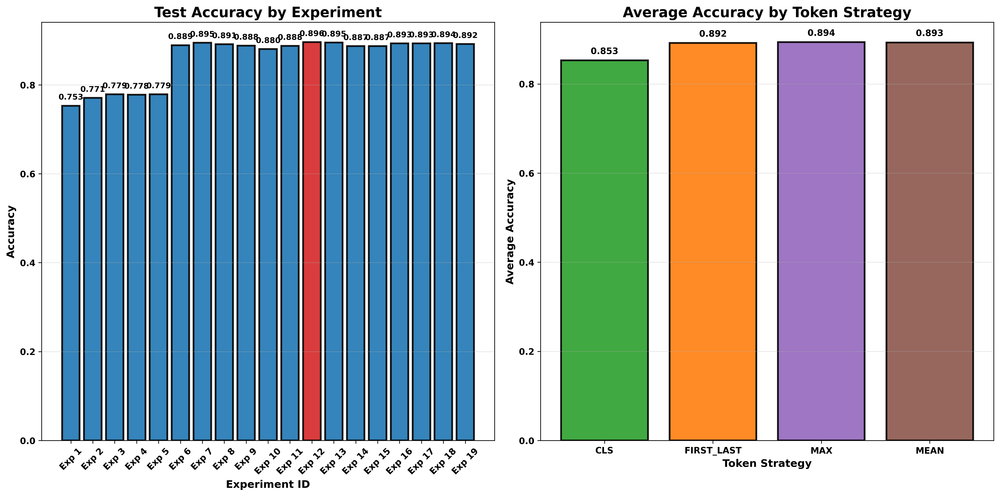 Test Accuracy by Experiment
Accuracy
0.8
0.6
0.4
0.2
0.0
0.753
0.771
0.779
0.778
0.779
0.889
0.895
0.891
0.888
0.880
0.888
0.896
0.895
0.887
0.887
0.893
0.893
0.894
0.892
Exp 1
Exp 2
Exp 3
Exp 4
Exp 5
Exp 6
Exp 7
Exp 8
Exp 9
Exp 10
Exp 11
Exp 12
Exp 13
Exp 14
Exp 15
Exp 16
Exp 17
Exp 18
Exp 19
Experiment ID
Average Accuracy by Token Strategy
Average Accuracy
0.8
0.6
0.4
0.2
0.0
0.853
0.892
0.894
0.893
CLS
FIRST_LAST
MAX
MEAN
Token Strategy